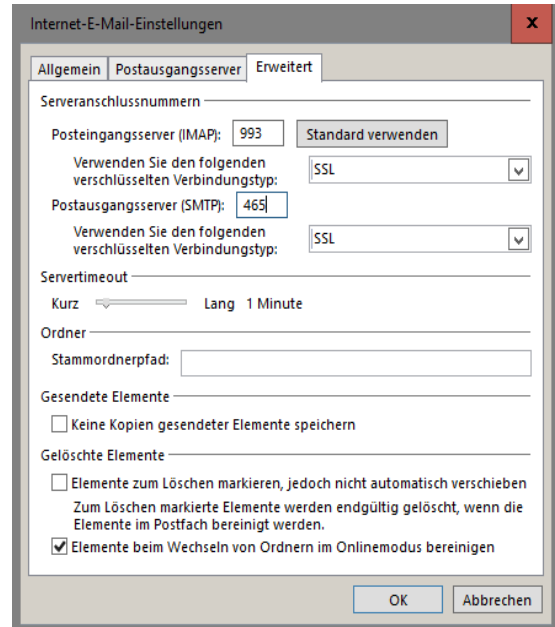 Internet-E-Mail-Einstellungen
x
Allgemein Postausgangsserver Erweitert
Serveranschlussnummern
Posteingangsserver (IMAP): 993 Standard verwenden
Verwenden Sie den folgenden
verschlüsselten Verbindungstyp: SSL
Postausgangsserver (SMTP): 465
Verwenden Sie den folgenden
verschlüsselten Verbindungstyp: SSL
Servertimeout
Kurz Lang 1 Minute
Ordner
Stammordnerpfad:
Gesendete Elemente
Keine Kopien gesendeter Elemente speichern
Gelöschte Elemente
Elemente zum Löschen markieren, jedoch nicht automatisch verschieben
Zum Löschen markierte Elemente werden endgültig gelöscht, wenn die
Elemente im Postfach bereinigt werden.
Elemente beim Wechseln von Ordnern im Onlinemodus bereinigen
OK Abbrechen